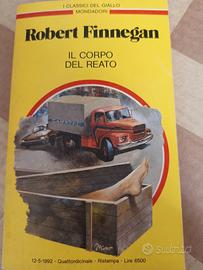 I CLASSICI DEL GIALLO
MONDADORI
Robert Finnegan
IL CORPO
DEL REATO
12-5-1992 - Quattordicinale - Ristampa - Lire 6500
Subito.it